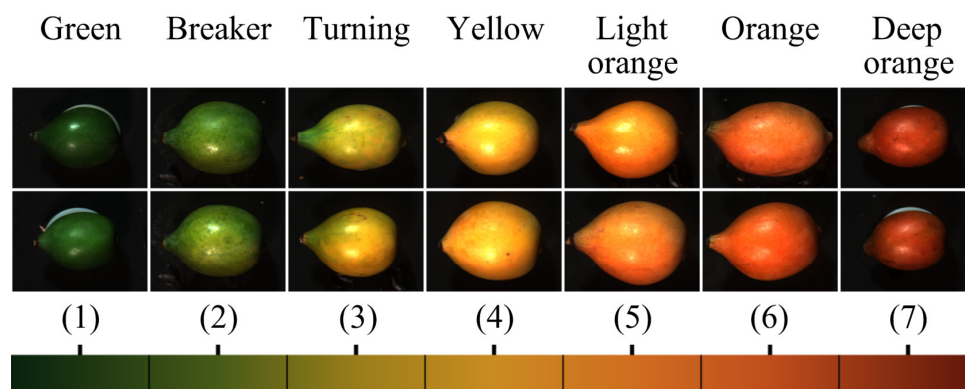 Green Breaker Turning Yellow Light orange Orange Deep orange
(1) (2) (3) (4) (5) (6) (7)